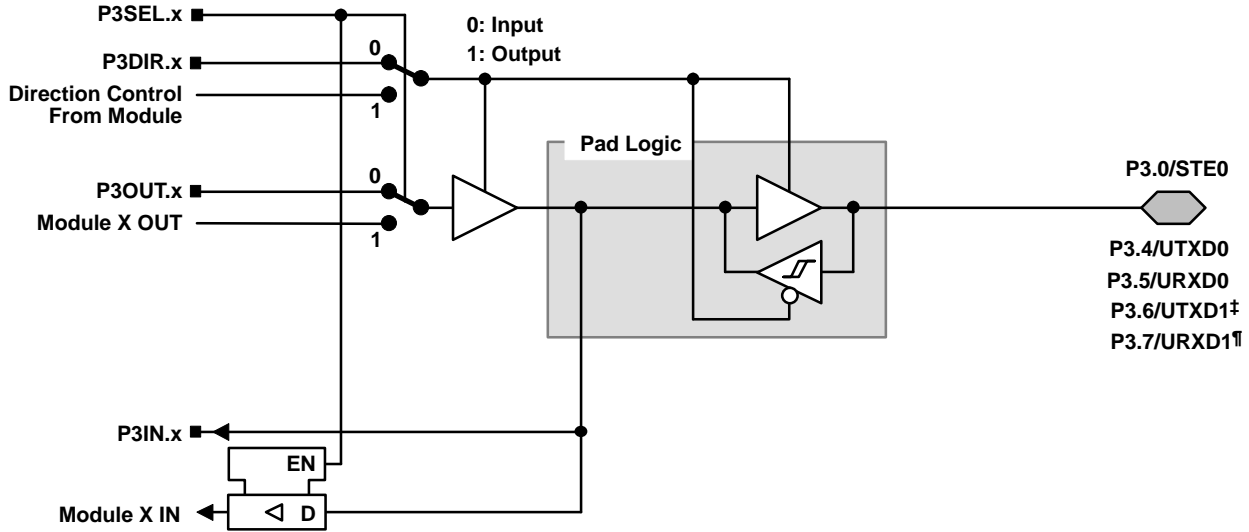 P3SEL.x
0: Input
1: Output
0
P3DIR.x
Direction Control
From Module
1
Pad Logic
P3.0/STE0
0
P3OUT.x
Module X OUT
1
P3.4/UTXD0
P3.5/URXD0
P3.6/UTXD1‡
P3.7/URXD1¶
P3IN.x
EN
Module X IN
D